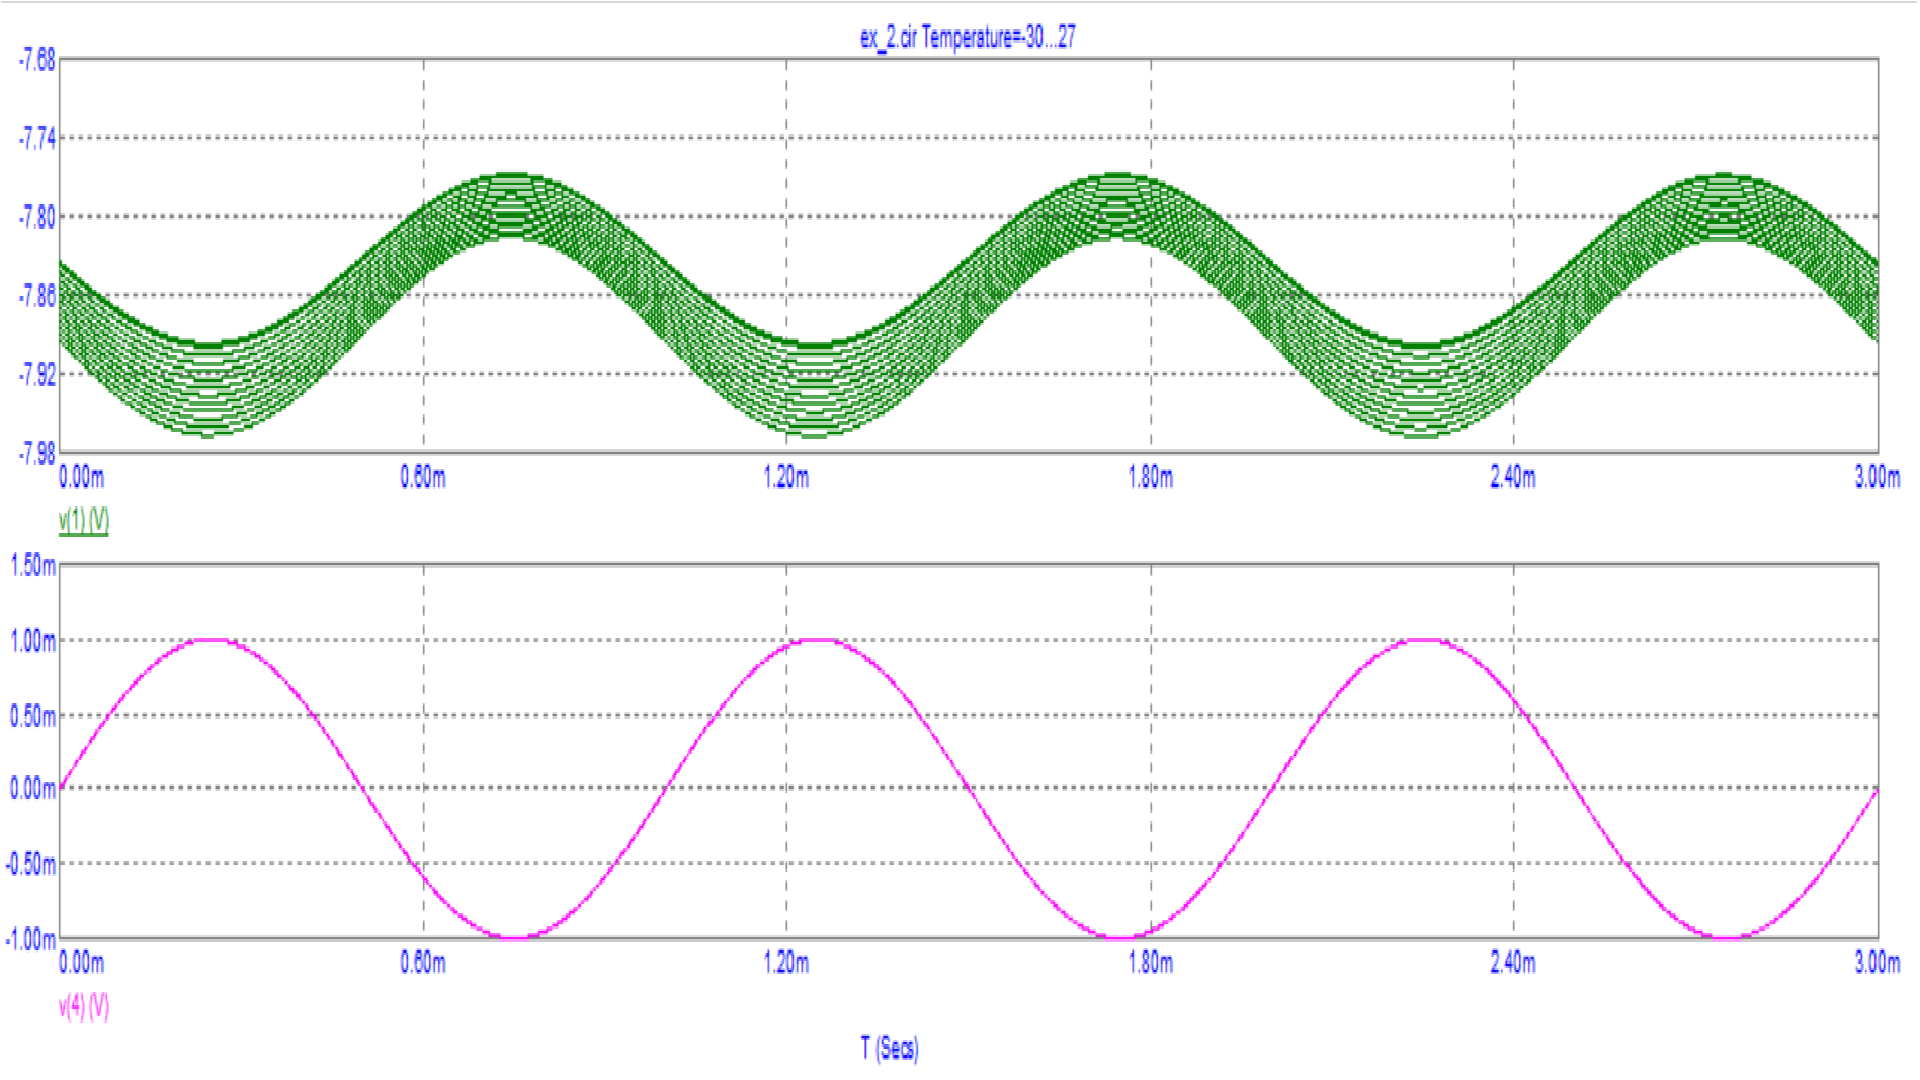 ex_2.cir Temperature=-30...27
-7.68
-7.74
-7.80
-7.86
-7.92
-7.98
0.00m 0.60m 1.20m 1.80m 2.40m 3.00m
v(1) (V)
1.50m
1.00m
0.50m
0.00m
-0.50m
-1.00m
0.00m 0.60m 1.20m 1.80m 2.40m 3.00m
v(4) (V)
T (Secs)